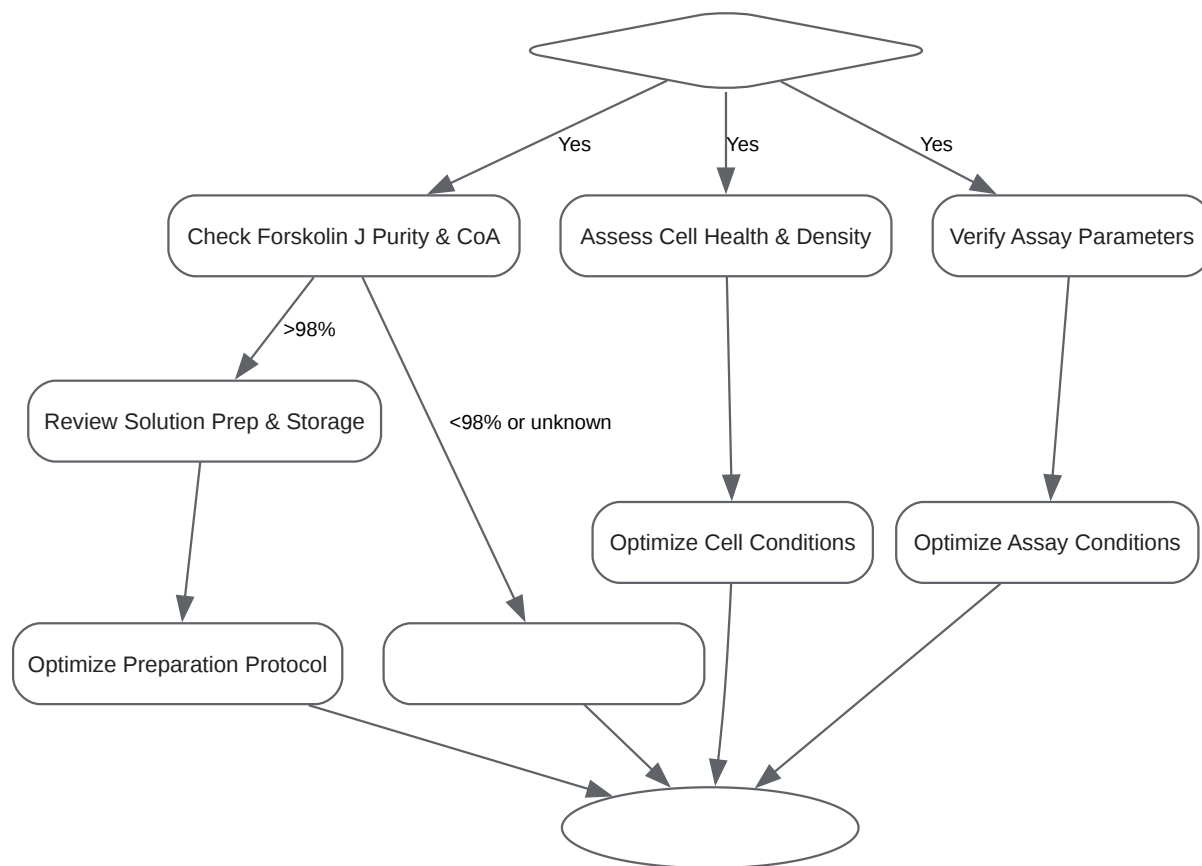 Yes
Yes
Yes
Check Forskolin J Purity & CoA
Assess Cell Health & Density
Verify Assay Parameters
>98%
Review Solution Prep & Storage
<98% or unknown
Optimize Cell Conditions
Optimize Assay Conditions
Optimize Preparation Protocol